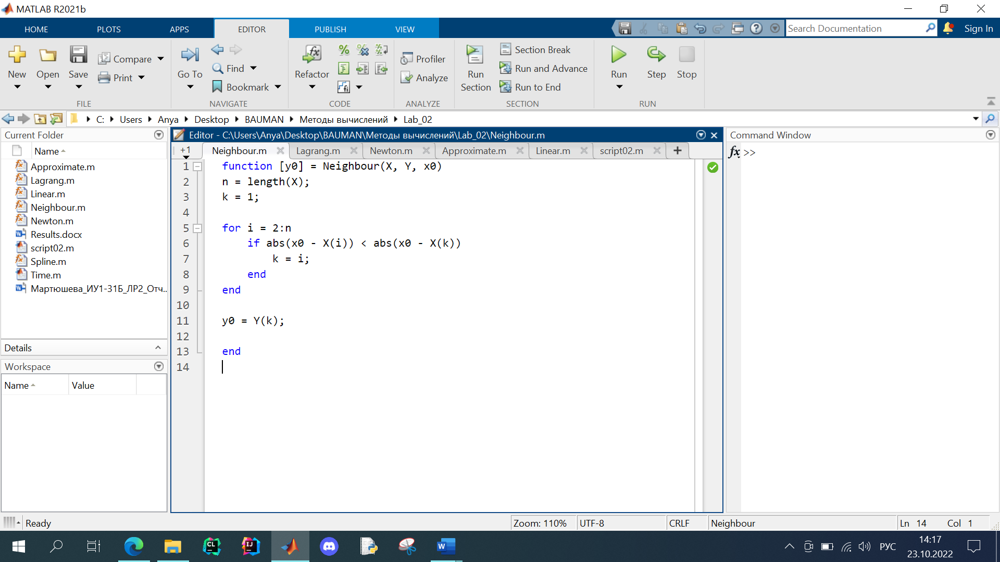 MATLAB R2021b
HOME PLOTS APPS EDITOR PUBLISH VIEW Search Documentation Sign In
New Open Save Compare Print
FILE
Go To Find Bookmark
NAVIGATE
Refactor
CODE
Profiler
Analyze
ANALYZE
Run Section
Section Break
Run and Advance
Run to End
SECTION
Run Step Stop
RUN
C: Users Anya Desktop BAUMAN Методы вычислений Lab_02
Current Folder
Name
Approximate.m
Lagrang.m
Linear.m
Neighbour.m
Newton.m
Results.docx
script02.m
Spline.m
Time.m
Мартюшева_ИУ1-31Б_ЛР2_Отч...
Details
Workspace
Name Value
Editor - C:\Users\Anya\Desktop\BAUMAN\Методы вычислений\Lab_02\Neighbour.m
+1 Neighbour.m Lagrang.m Newton.m Approximate.m Linear.m script02.m +
1 function [y0] = Neighbour(X, Y, x0)
2 n = length(X);
3 k = 1;
4
5 for i = 2:n
6 if abs(x0 - X(i)) < abs(x0 - X(k))
7 k = i;
8 end
9 end
10
11 y0 = Y(k);
12
13 end
14
Command Window
fx >>
Ready
Zoom: 110% UTF-8 CRLF Neighbour Ln 14 Col 1
CL IJ W РУС 14:17
23.10.2022